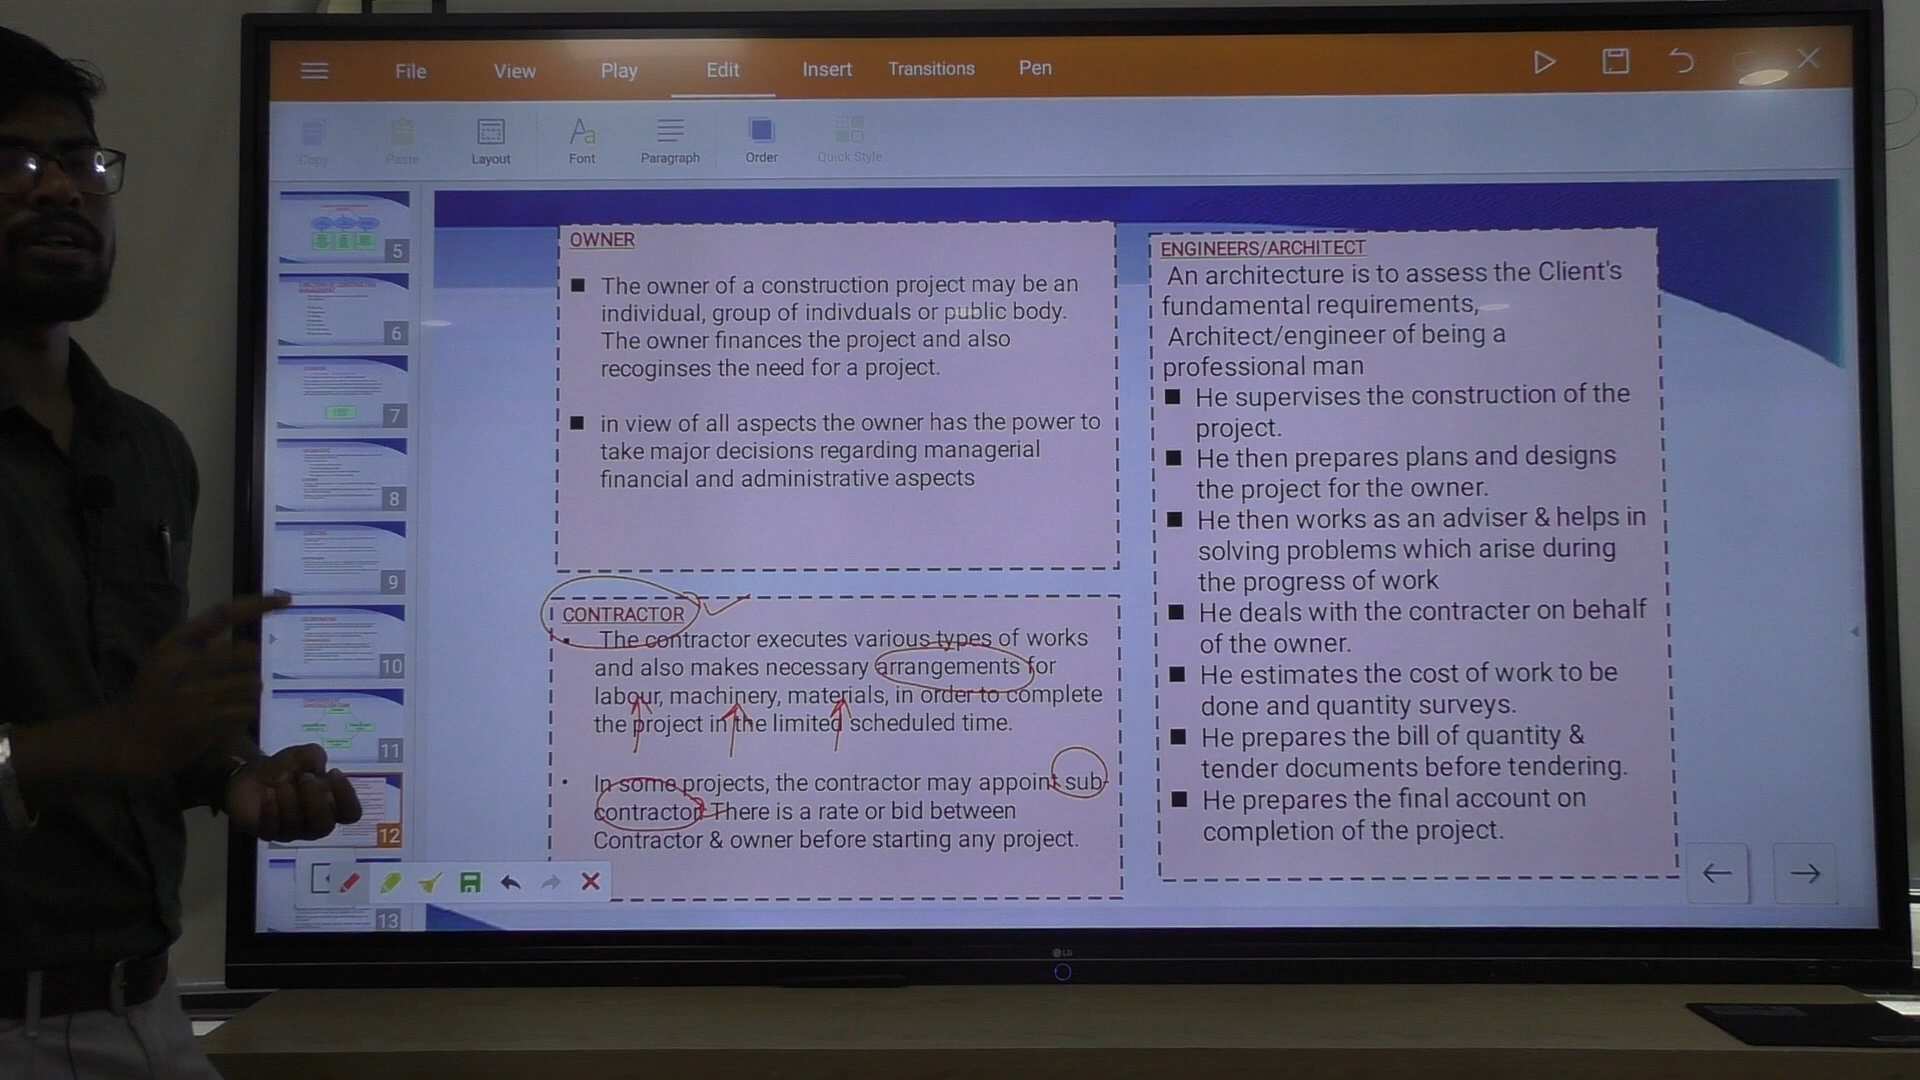 File View Play Edit Insert Transitions Pen
Copy Paste Layout Font Paragraph Order Quick Style
5
6
7
8
9
10
11
12
13
OWNER
■ The owner of a construction project may be an
individual, group of indivduals or public body.
The owner finances the project and also
recoginses the need for a project.
■ in view of all aspects the owner has the power to
take major decisions regarding managerial
financial and administrative aspects
CONTRACTOR
• The contractor executes various types of works
and also makes necessary arrangements for
labour, machinery, materials, in order to complete
the project in the limited scheduled time.
• In some projects, the contractor may appoint sub-
contractor. There is a rate or bid between
Contractor & owner before starting any project.
ENGINEERS/ARCHITECT
An architecture is to assess the Client's
fundamental requirements,
Architect/engineer of being a
professional man
■ He supervises the construction of the
project.
■ He then prepares plans and designs
the project for the owner.
■ He then works as an adviser & helps in
solving problems which arise during
the progress of work
■ He deals with the contracter on behalf
of the owner.
■ He estimates the cost of work to be
done and quantity surveys.
■ He prepares the bill of quantity &
tender documents before tendering.
■ He prepares the final account on
completion of the project.
LG